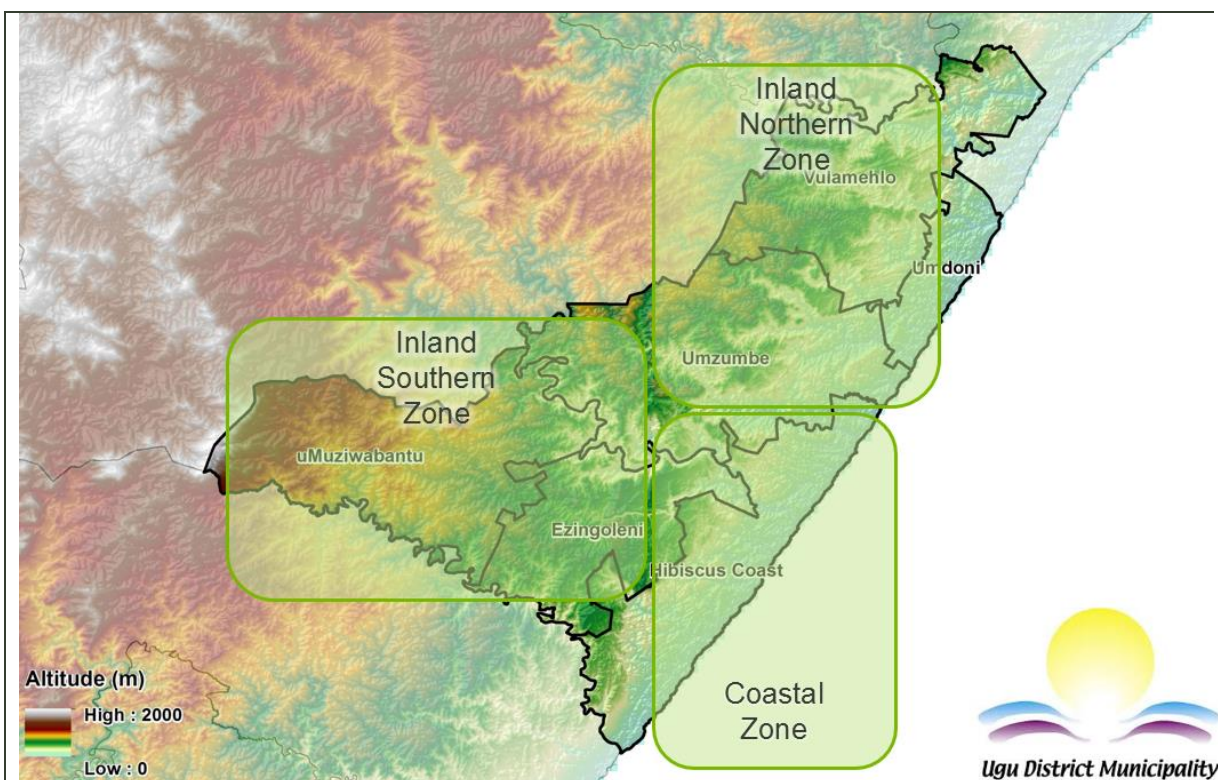 Inland
Northern
Zone
Vulamehlo
Umdoni
Inland
Southern
Zone
Umzumbe
uMuziwabantu
Ezingoleni
Hibiscus Coast
Altitude (m)
High : 2000
Low : 0
Coastal
Zone
Ugu District Municipality